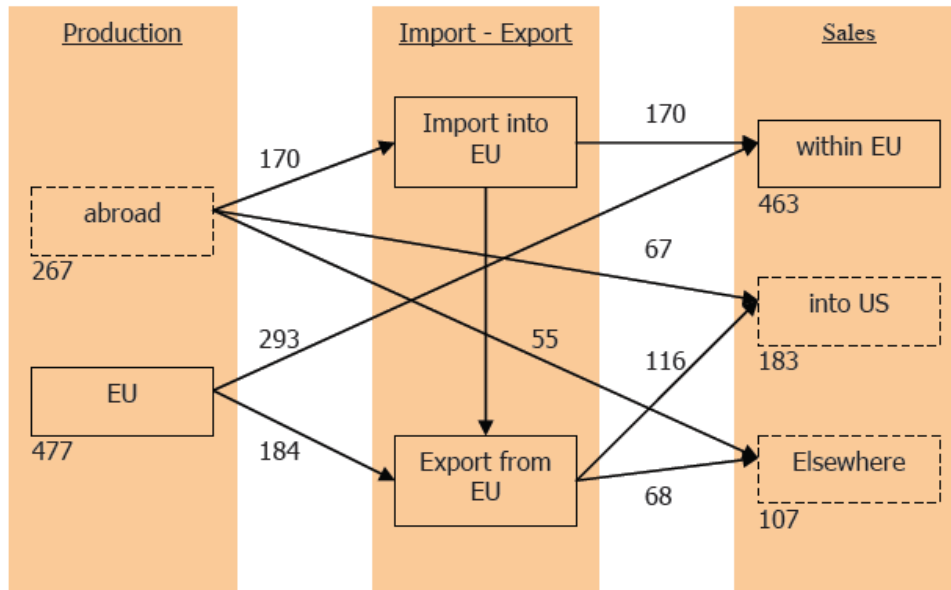 Production
Import - Export
Sales
Import into
EU
170
within EU
463
170
abroad
267
67
into US
183
293
55
116
EU
477
184
Export from
EU
68
Elsewhere
107